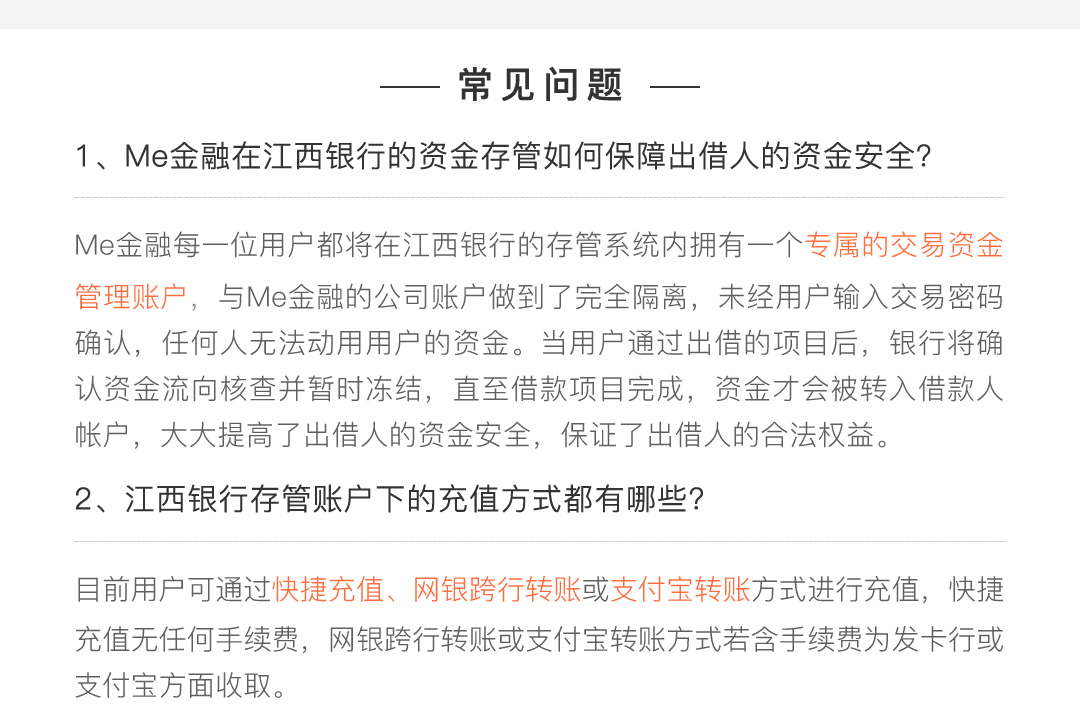 常见问题
1、Me金融在江西银行的资金存管如何保障出借人的资金安全?
Me金融每一位用户都将在江西银行的存管系统内拥有一个专属的交易资金
管理账户，与Me金融的公司账户做到了完全隔离，未经用户输入交易密码
确认，任何人无法动用用户的资金。当用户通过出借的项目后，银行将确
认资金流向核查并暂时冻结，直至借款项目完成，资金才会被转入借款人
帐户，大大提高了出借人的资金安全，保证了出借人的合法权益。
2、江西银行存管账户下的充值方式都有哪些?
目前用户可通过快捷充值、网银跨行转账或支付宝转账方式进行充值，快捷
充值无任何手续费，网银跨行转账或支付宝转账方式若含手续费为发卡行或
支付宝方面收取。